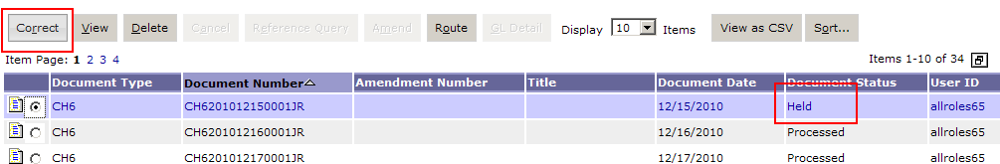 Correct View Delete Cancel Reference Query Amend Route GL Detail Display 10 Items View as CSV Sort...
Item Page: 1 2 3 4 Items 1-10 of 34
Document Type Document Number Amendment Number Title Document Date Document Status User ID
CH6 CH6201012150001JR 12/15/2010 Held allroles65
CH6 CH6201012160001JR 12/16/2010 Processed allroles65
CH6 CH6201012170001JR 12/17/2010 Processed allroles65